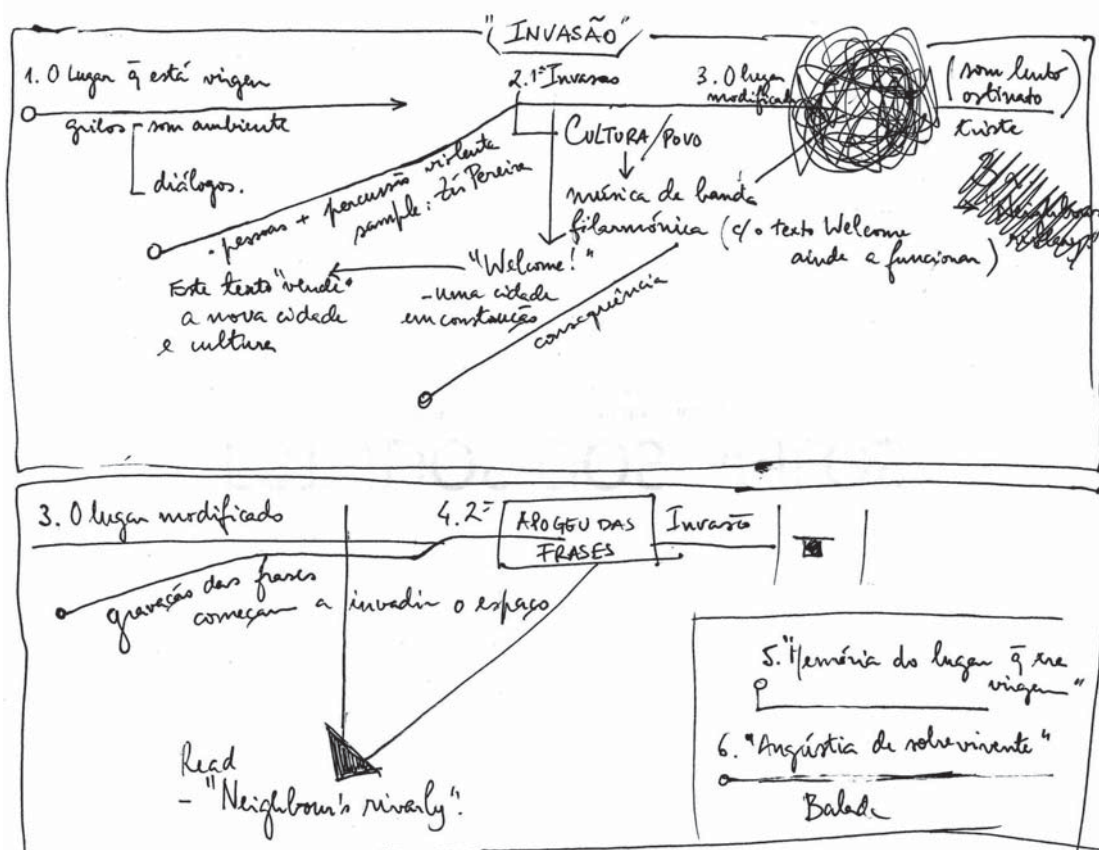 "INVASÃO"
1. O Lugar q̄ está virgem
grilos - som ambiente
diálogos.
2. 1ª Invasão
- pessoas + percussão violenta
sample: Zés Pereira
CULTURA / POVO
música de banda
filarmónica (c/ o texto Welcome
ainda a funcionar)
"Welcome!"
- uma cidade
em construção
Este texto "vende"
a nova cidade
e cultura
consequência
3. O lugar
modificado
(som lento
ostinato)
triste
3. O lugar modificado
gravação das frases
começam a invadir o espaço
4. 2ª
APOGEU DAS
FRASES
Invasão
Read
- "Neighbour's rivarly".
5. "Memória do lugar q̄ era
virgem"
6. "Angústia de sobrevivente"
Balada